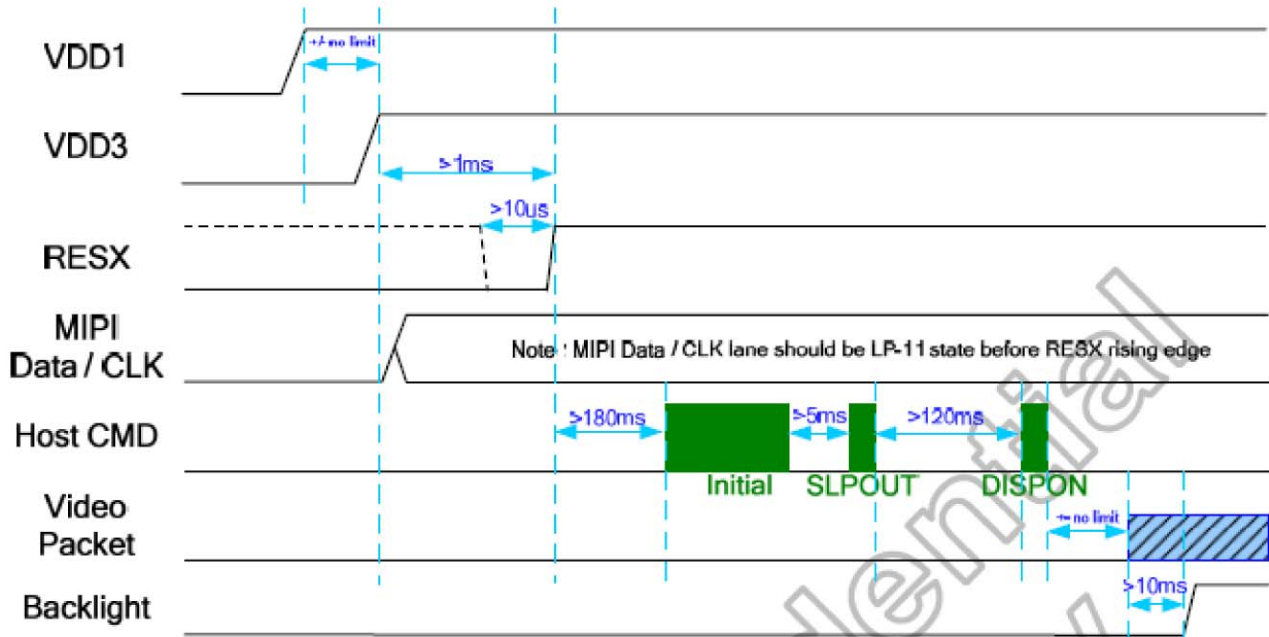 VDD1
+/- no limit
VDD3
>1ms
>10us
RESX
MIPI
Data / CLK
Note : MIPI Data / CLK lane should be LP-11 state before RESX rising edge
Host CMD
>180ms
>5ms
>120ms
Initial
SLPOUT
DISPON
Video
Packet
+/- no limit
>10ms
Backlight